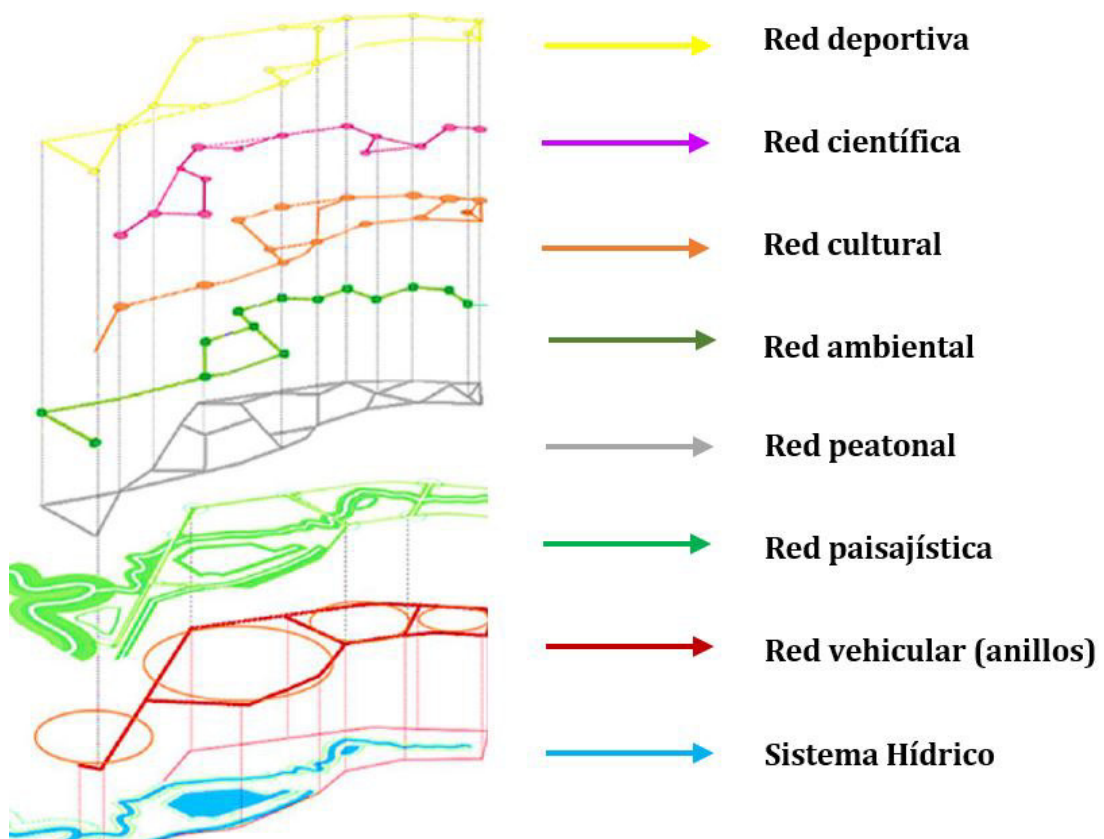 Red deportiva
Red científica
Red cultural
Red ambiental
Red peatonal
Red paisajística
Red vehicular (anillos)
Sistema Hídrico